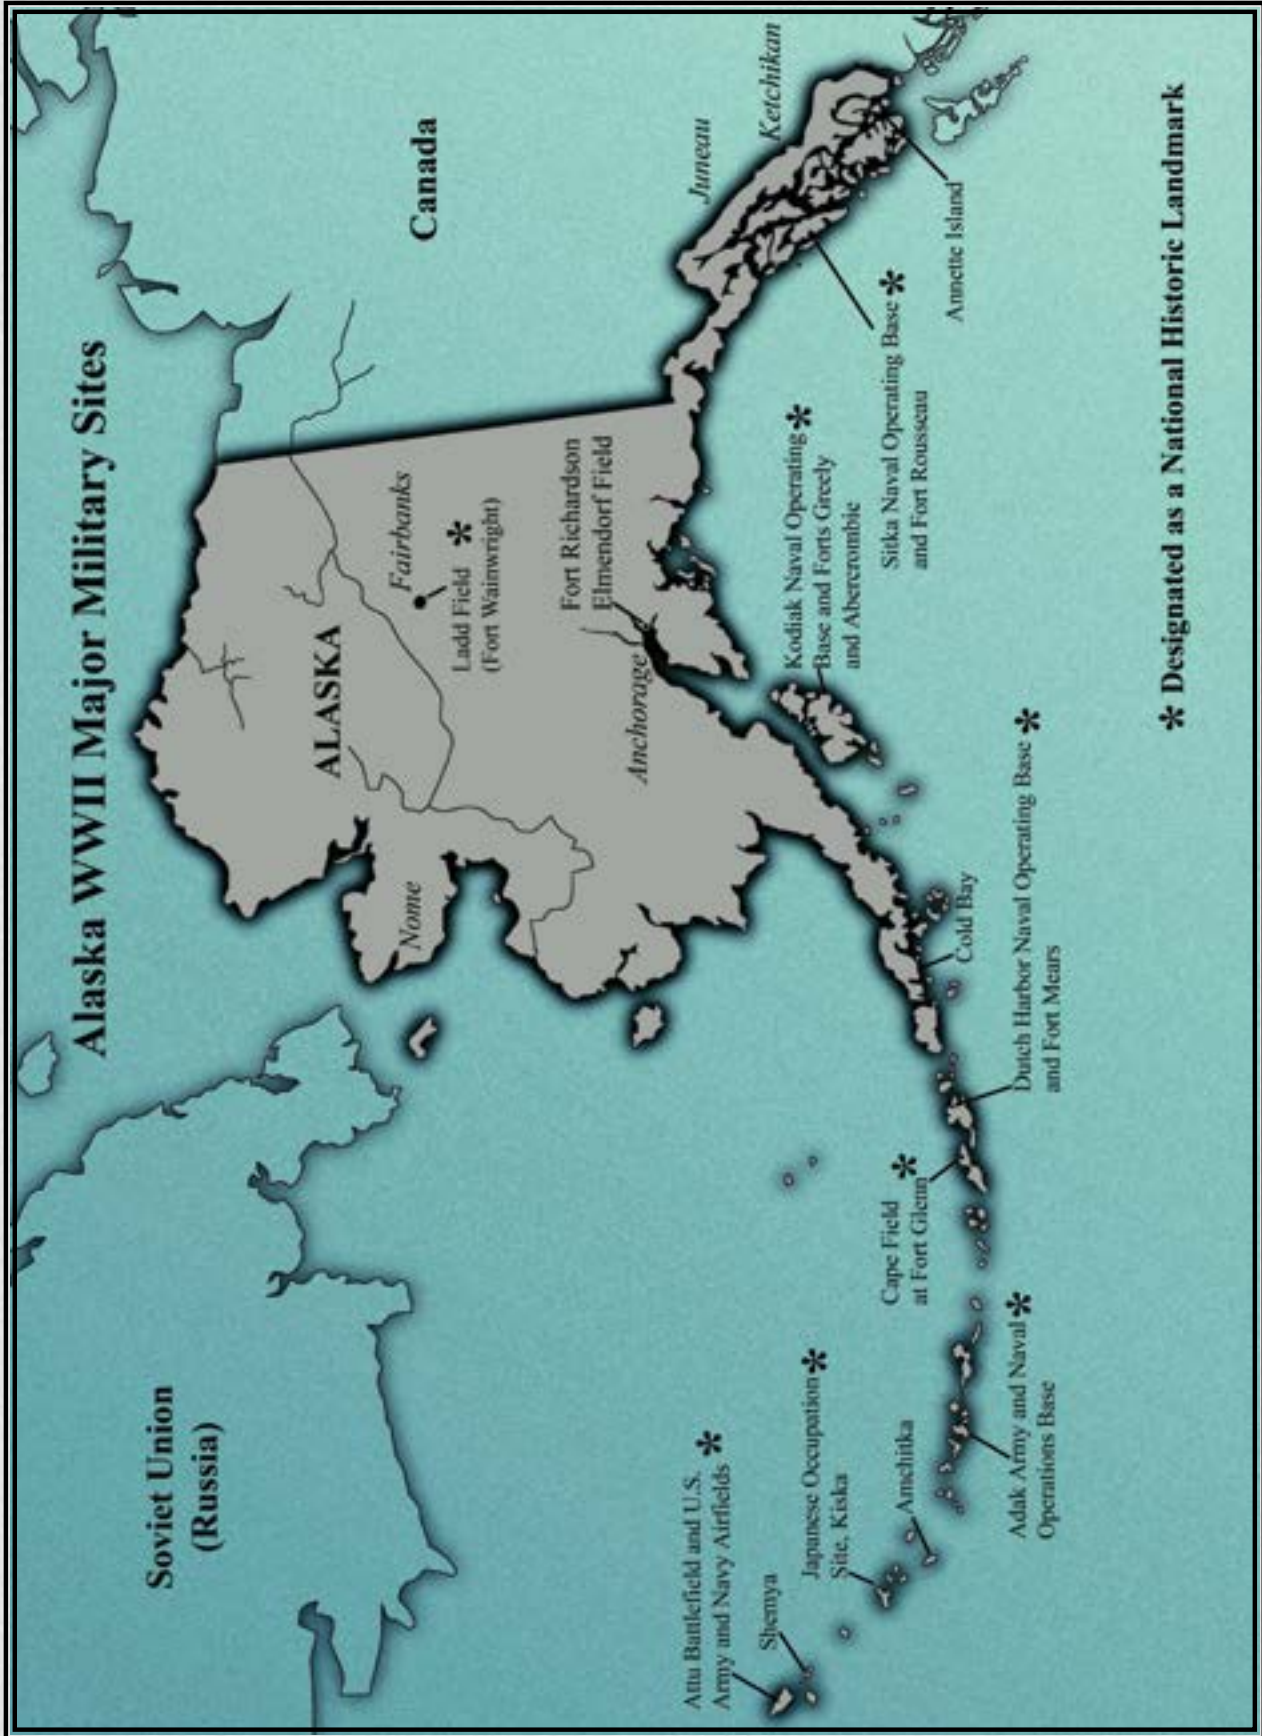 Alaska WWII Major Military Sites
Soviet Union
(Russia)
Canada
ALASKA
Nome
Fairbanks
Ladd Field *
(Fort Wainwright)
Fort Richardson
Elmendorf Field
Anchorage
Juneau
Ketchikan
Attu Battlefield and U.S.
Army and Navy Airfields *
Shemya
Japanese Occupation *
Site, Kiska
Amchitka
Adak Army and Naval *
Operations Base
Cape Field
at Fort Glenn *
Dutch Harbor Naval Operating Base *
and Fort Mears
Cold Bay
Kodiak Naval Operating *
Base and Forts Greely
and Abercrombie
Sitka Naval Operating Base *
and Fort Rousseau
Annette Island
* Designated as a National Historic Landmark